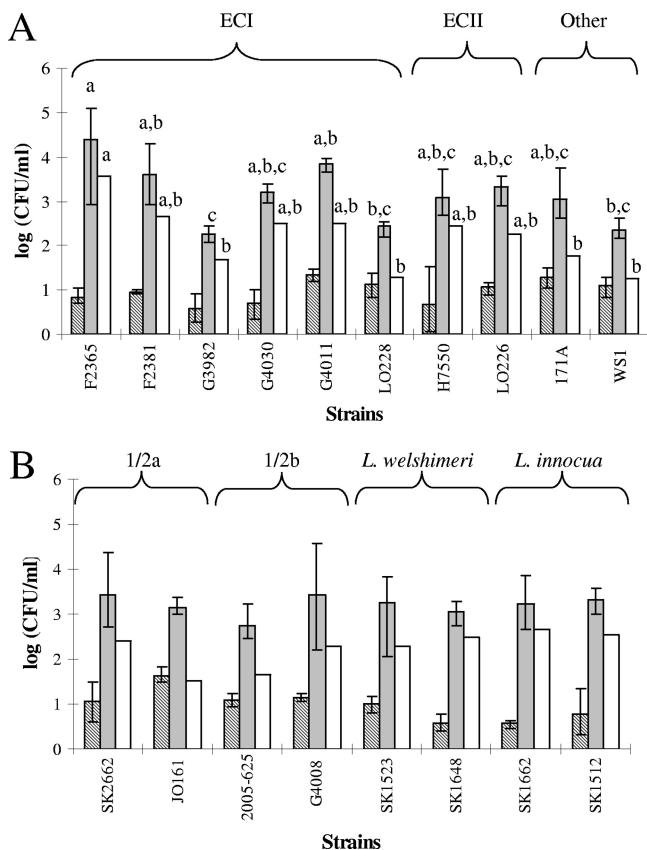 A
ECI
ECII
Other
log (CFU/ml)
6
5
4
3
2
1
0
a
a
a,b
a,b
c
b
a,b,c
a,b
a,b
a,b
b,c
b
a,b,c
a,b
a,b,c
a,b
a,b,c
b
b,c
b
F2365
F2381
G3982
G4030
G4011
LO228
H7550
LO226
171A
WS1
Strains
B
1/2a
1/2b
L. welshimeri
L. innocua
log (CFU/ml)
6
5
4
3
2
1
0
SK2662
JO161
2005-625
G4008
SK1523
SK1648
SK1662
SK1512
Strains